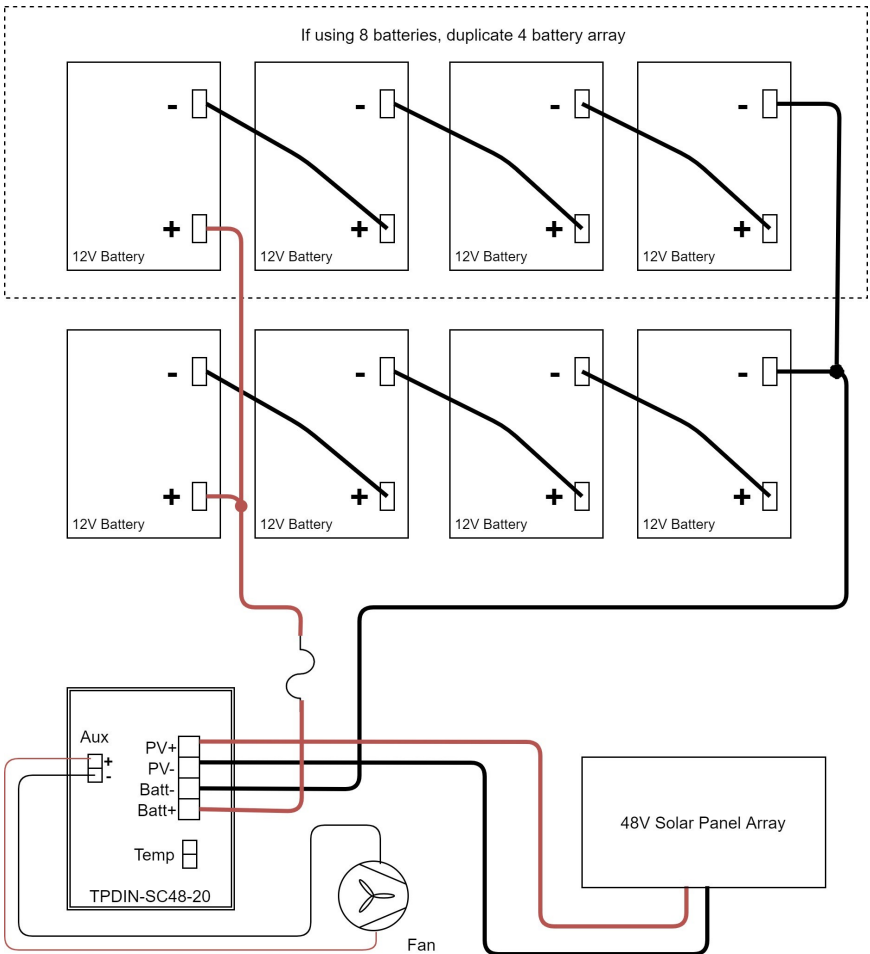 If using 8 batteries, duplicate 4 battery array
- - - -
+ + + +
12V Battery 12V Battery 12V Battery 12V Battery
- - - -
+ + + +
12V Battery 12V Battery 12V Battery 12V Battery
Aux
+
-
PV+
PV-
Batt-
Batt+
Temp
TPDIN-SC48-20
48V Solar Panel Array
Fan